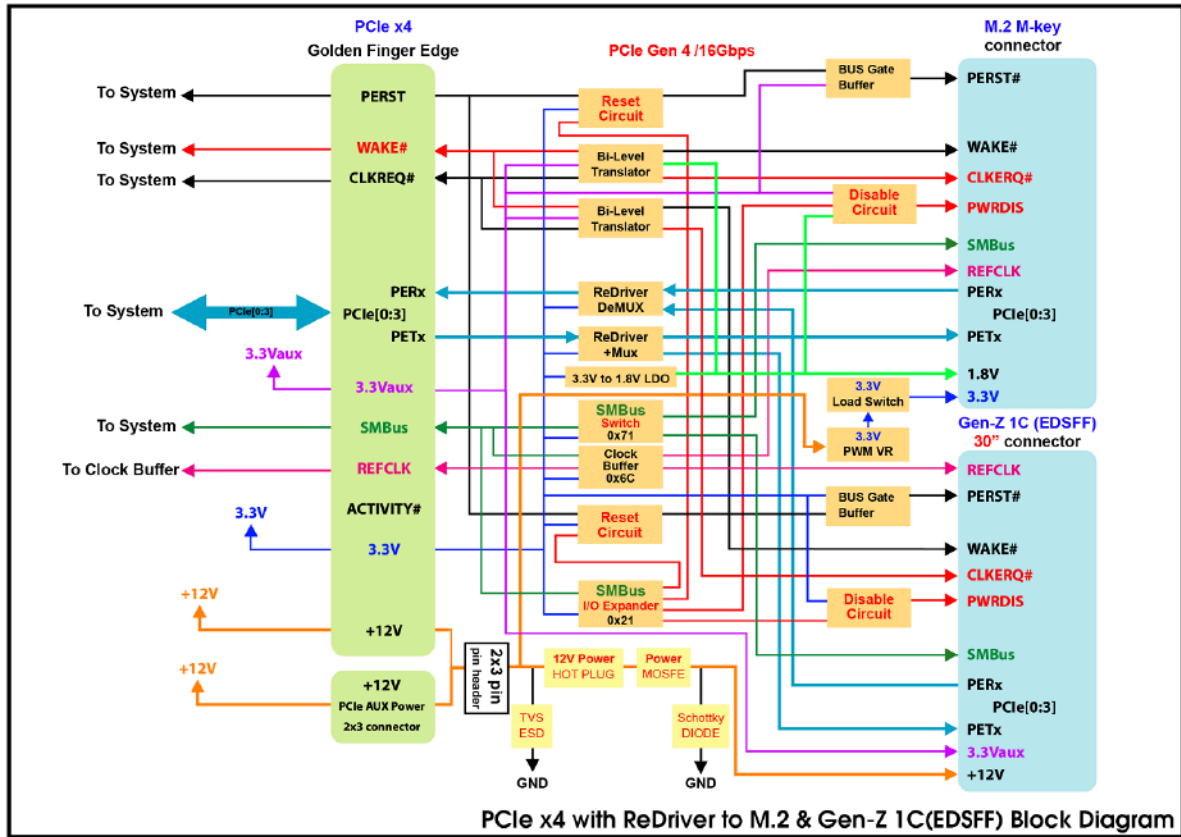 PCIe x4
Golden Finger Edge
PCIe Gen 4 /16Gbps
M.2 M-key
connector
To System
PERST
Reset
Circuit
BUS Gate
Buffer
PERST#
To System
WAKE#
Bi-Level
Translator
WAKE#
To System
CLKREQ#
CLKERQ#
Disable
Circuit
PWRDIS
Bi-Level
Translator
SMBus
REFCLK
PERx
ReDriver
DeMUX
PERx
To System
PCIe[0:3]
PCIe[0:3]
PCIe[0:3]
PETx
ReDriver
+Mux
PETx
3.3Vaux
3.3Vaux
3.3V to 1.8V LDO
1.8V
3.3V
Load Switch
3.3V
To System
SMBus
SMBus
Switch
0x71
3.3V
PWM VR
Gen-Z 1C (EDSFF)
30” connector
To Clock Buffer
REFCLK
Clock
Buffer
0x6C
REFCLK
ACTIVITY#
BUS Gate
Buffer
PERST#
3.3V
3.3V
Reset
Circuit
WAKE#
CLKERQ#
+12V
SMBus
I/O Expander
0x21
Disable
Circuit
PWRDIS
+12V
2x3 pin
pin header
12V Power
HOT PLUG
Power
MOSFE
SMBus
+12V
+12V
PCIe AUX Power
2x3 connector
PERx
PCIe[0:3]
TVS
ESD
Schottky
DIODE
PETx
3.3Vaux
GND
GND
+12V
PCIe x4 with ReDriver to M.2 & Gen-Z 1C(EDSFF) Block Diagram